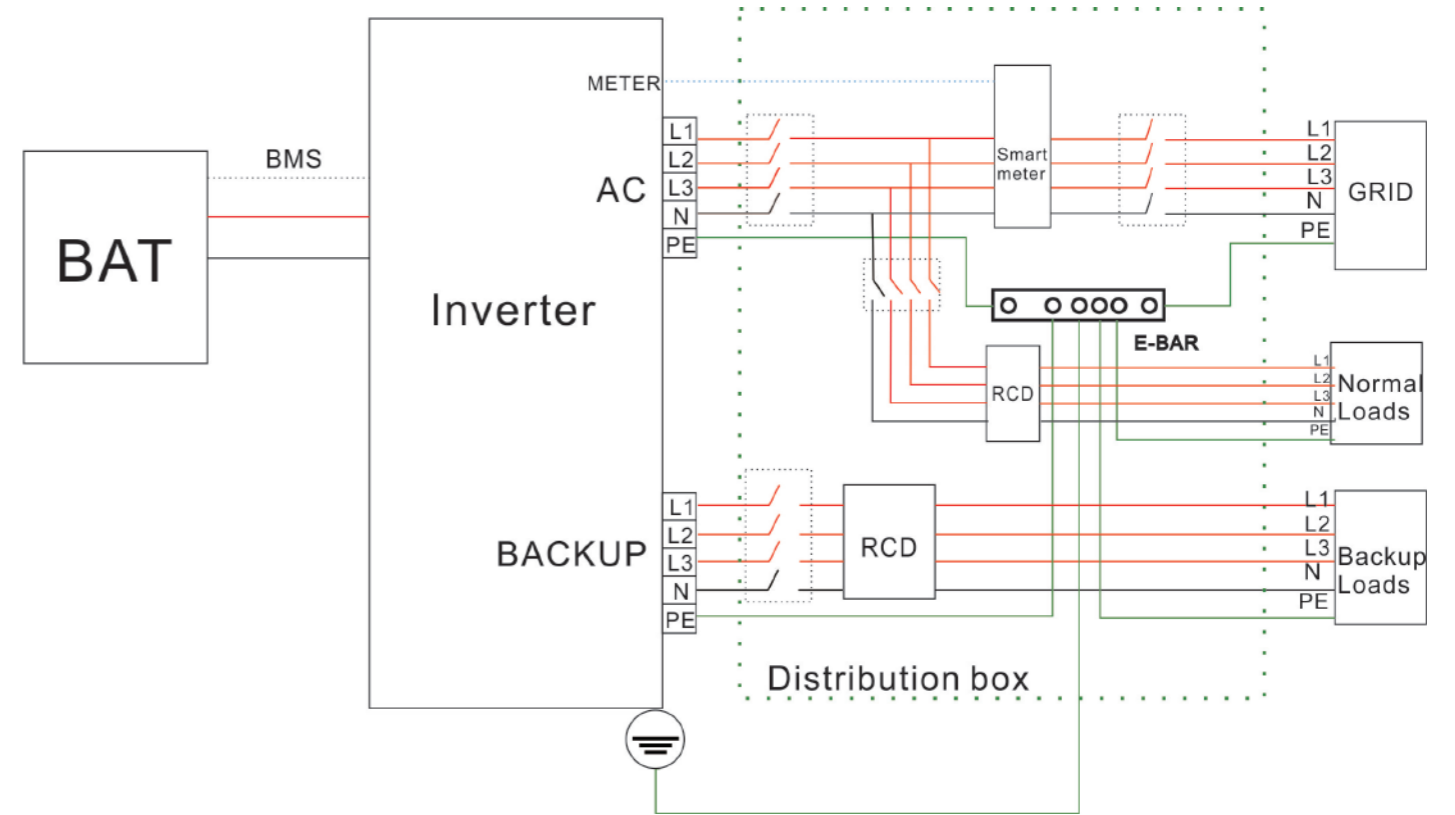 METER
L1
L2
L3
N
PE
AC
BMS
BAT
Inverter
Smart
meter
L1
L2
L3
N
PE
GRID
E-BAR
RCD
L1
L2
L3
N
PE
Normal
Loads
BACKUP
L1
L2
L3
N
PE
RCD
L1
L2
L3
N
PE
Backup
Loads
Distribution box